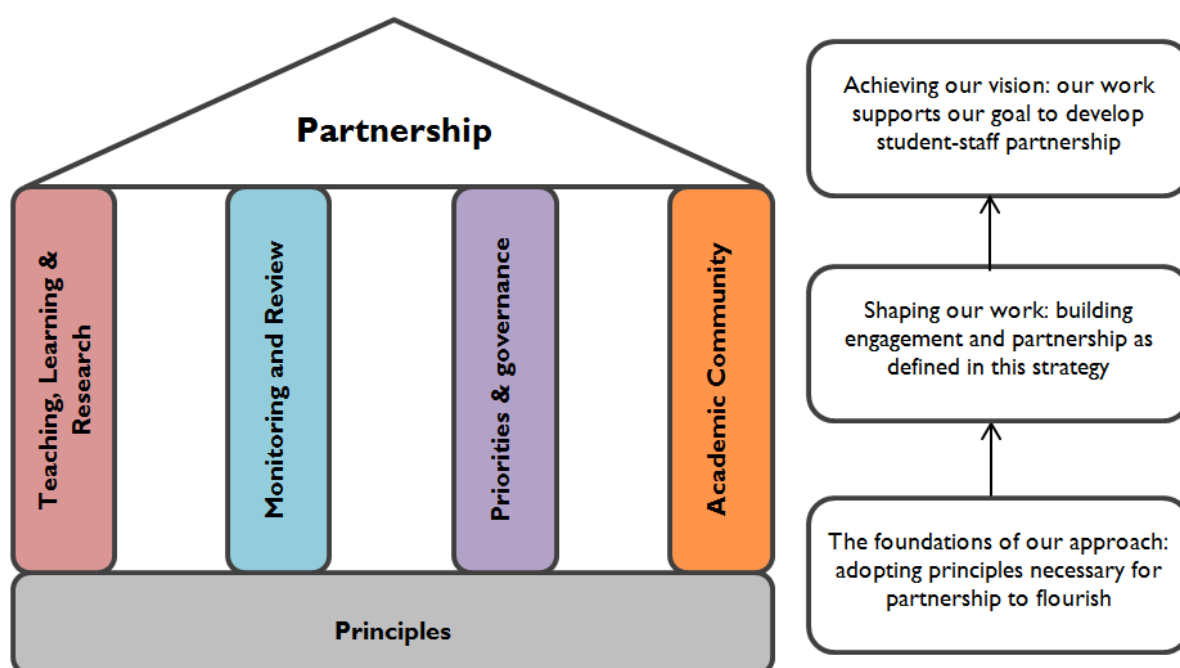 Partnership
Teaching, Learning &
Research
Monitoring and Review
Priorities & governance
Academic Community
Principles
Achieving our vision: our work
supports our goal to develop
student-staff partnership
Shaping our work: building
engagement and partnership as
defined in this strategy
The foundations of our approach:
adopting principles necessary for
partnership to flourish